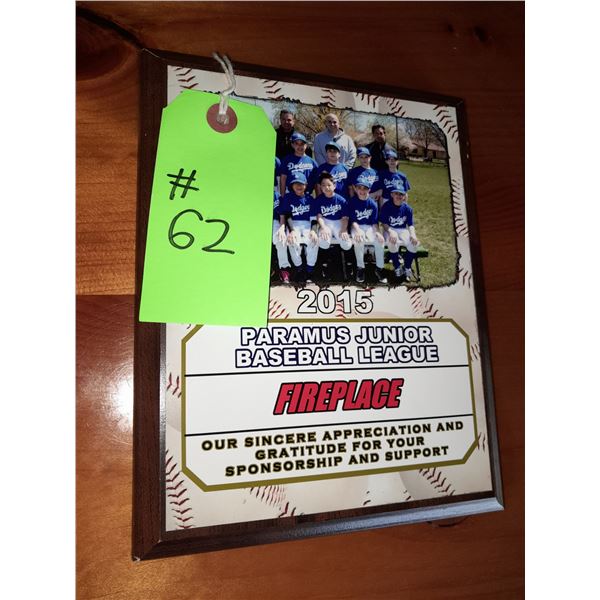 #
62
Dodgers
Dodgers
Dodgers
Dodgers
2015
PARAMUS JUNIOR
BASEBALL LEAGUE
FIREPLACE
OUR SINCERE APPRECIATION AND
GRATITUDE FOR YOUR
SPONSORSHIP AND SUPPORT